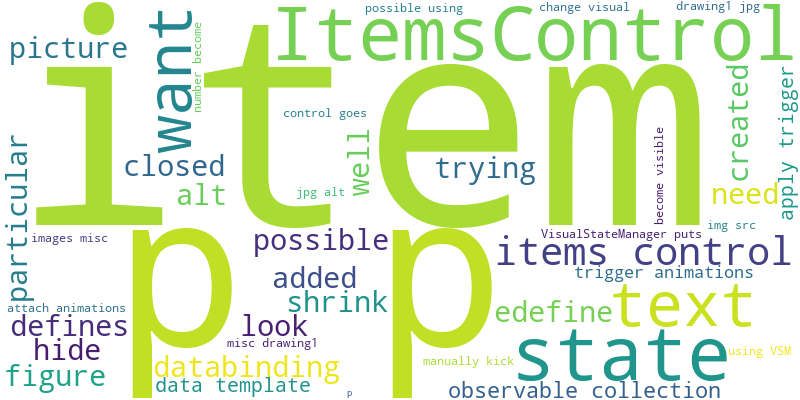 possible using
change visual
drawing1 jpg
picture
want
number become
ItemsControl
item
control goes
closed
alt
jpg alt
well
trying
become visible
created
apply trigger
need
particular
images misc
possible
VisualStateManager puts
img src
items control
trigger animations
added
shrink
edefine
text
attach animations
defines
look
misc drawing1
hide
databinding
figure
data template
p p
p
manually kick
state
using VSM
observable collection